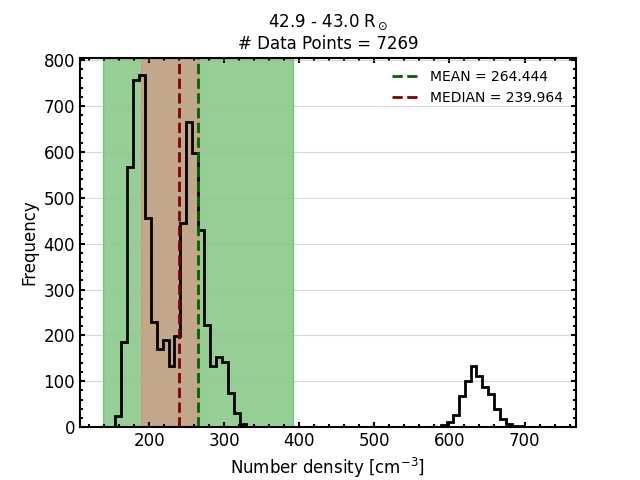 42.9 - 43.0 R⊙
# Data Points = 7269
MEAN = 264.444
MEDIAN = 239.964
800
700
600
500
400
300
200
100
0
Frequency
200 300 400 500 600 700
Number density [cm⁻³]